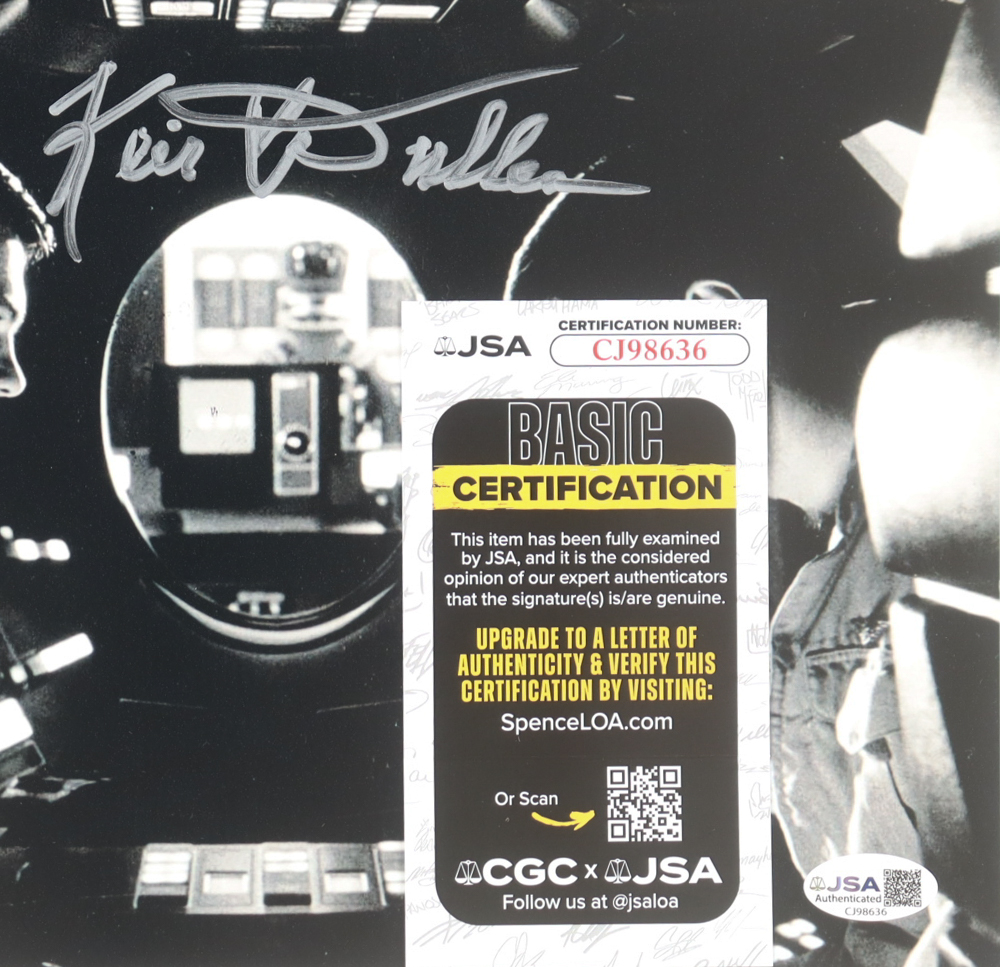 Keir Dullea
JSA
CERTIFICATION NUMBER:
CJ98636
BASIC
CERTIFICATION
This item has been fully examined
by JSA, and it is the considered
opinion of our expert authenticators
that the signature(s) is/are genuine.
UPGRADE TO A LETTER OF
AUTHENTICITY & VERIFY THIS
CERTIFICATION BY VISITING:
SpenceLOA.com
Or Scan
CGC x JSA
Follow us at @jsaloa
JSA
Authenticated
CJ98636